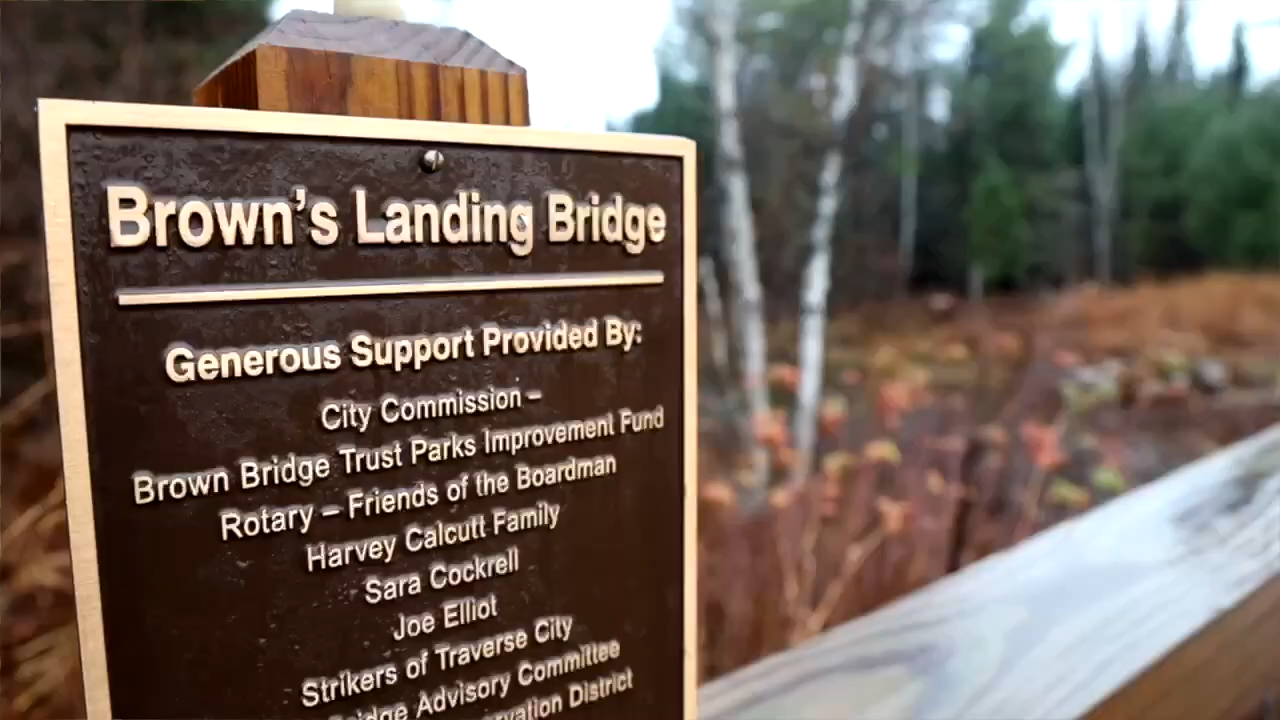 Brown's Landing Bridge
Generous Support Provided By:
City Commission –
Brown Bridge Trust Parks Improvement Fund
Rotary – Friends of the Boardman
Harvey Calcutt Family
Sara Cockrell
Joe Elliot
Strikers of Traverse City
Advisory Committee
District